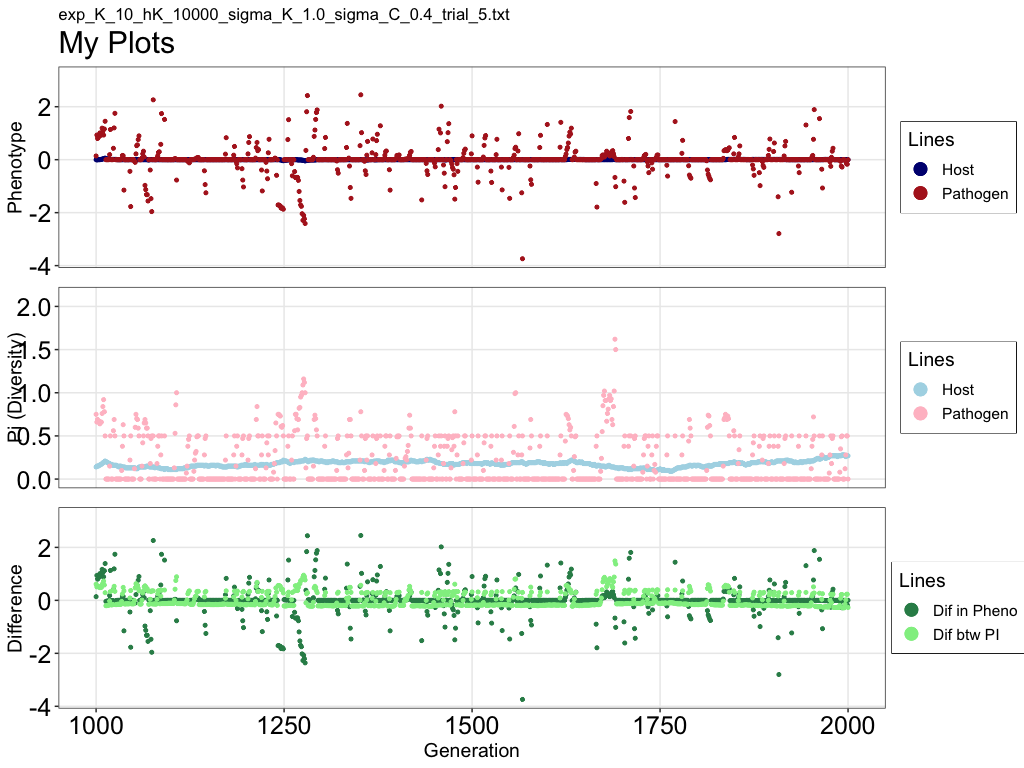 exp_K_10_hK_10000_sigma_K_1.0_sigma_C_0.4_trial_5.txt
My Plots
Phenotype
2
0
-2
-4
Lines
Host
Pathogen
Pi (Diversity)
2.0
1.5
1.0
0.5
0.0
Lines
Host
Pathogen
Difference
2
0
-2
-4
1000 1250 1500 1750 2000
Generation
Lines
Dif in Pheno
Dif btw PI